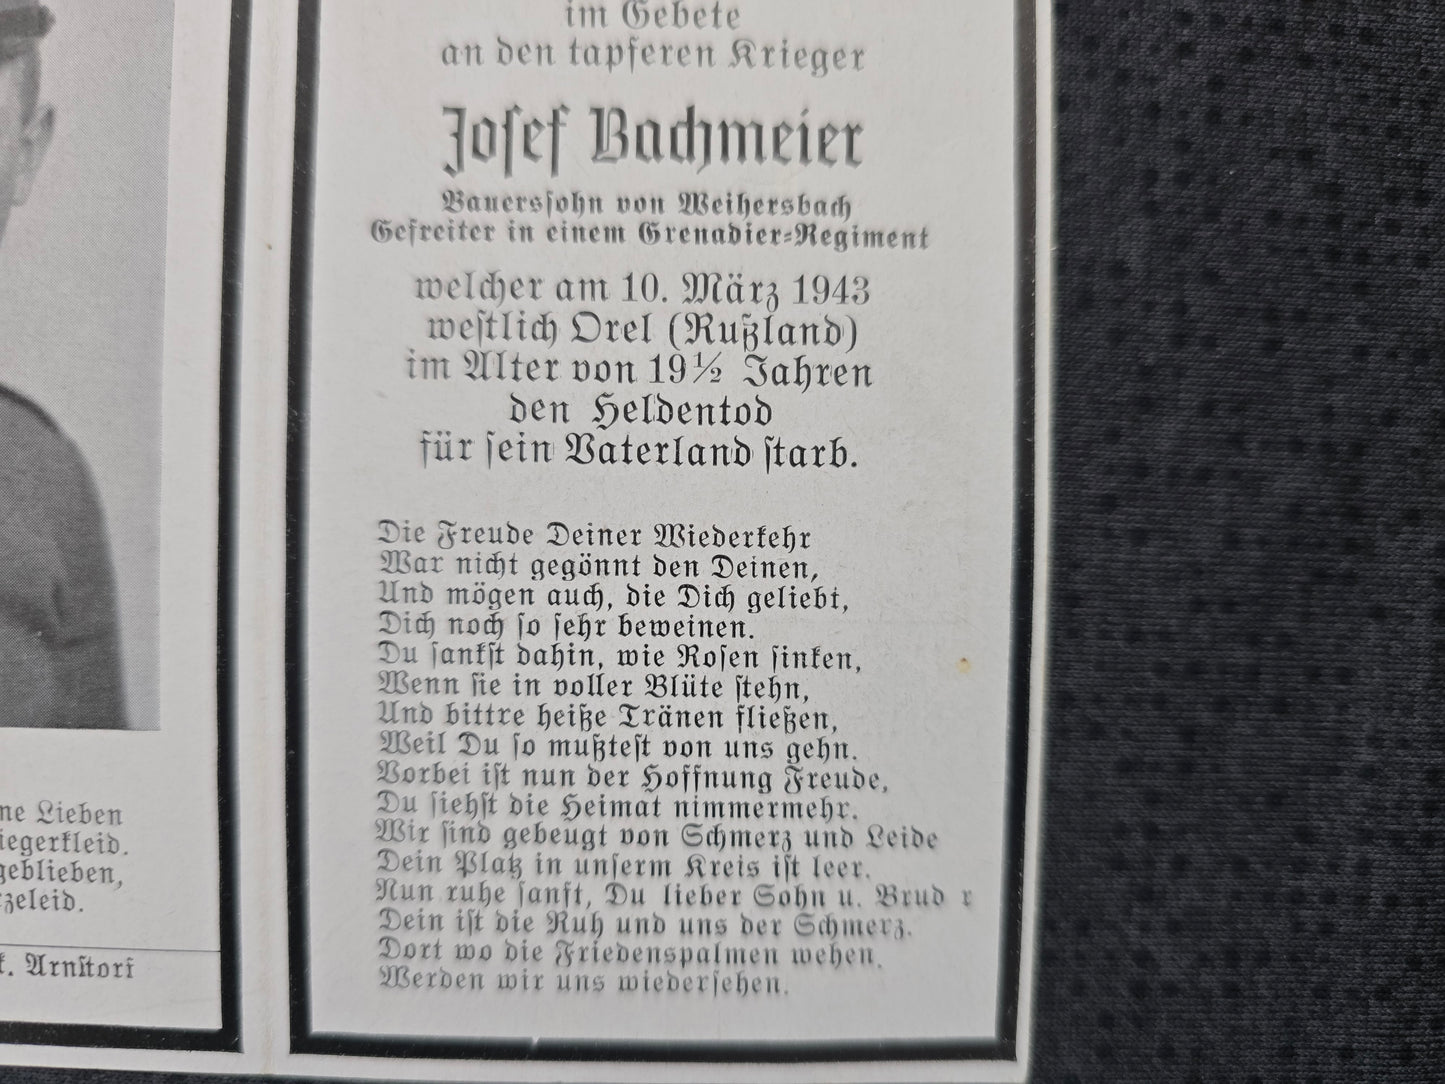 ne Lieben
iegerkleid.
geblieben,
zeleid.
k. Arnstorf
im Gebete
an den tapferen Krieger
Josef Bachmeier
Bauerssohn von Weihersbach
Gefreiter in einem Grenadier-Regiment
welcher am 10. März 1943
westlich Orel (Rußland)
im Alter von 19½ Jahren
den Heldentod
für sein Vaterland starb.
Die Freude Deiner Wiederkehr
War nicht gegönnt den Deinen,
Und mögen auch, die Dich geliebt,
Dich noch so sehr beweinen.
Du sankst dahin, wie Rosen sinken,
Wenn sie in voller Blüte stehn,
Und bittre heiße Tränen fließen,
Weil Du so mußtest von uns gehn.
Vorbei ist nun der Hoffnung Freude,
Du siehst die Heimat nimmermehr.
Wir sind gebeugt von Schmerz und Leide
Dein Platz in unserm Kreis ist leer.
Nun ruhe sanft, Du lieber Sohn u. Brud r
Dein ist die Ruh und uns der Schmerz.
Dort wo die Friedenspalmen wehen.
Werden wir uns wiedersehen.